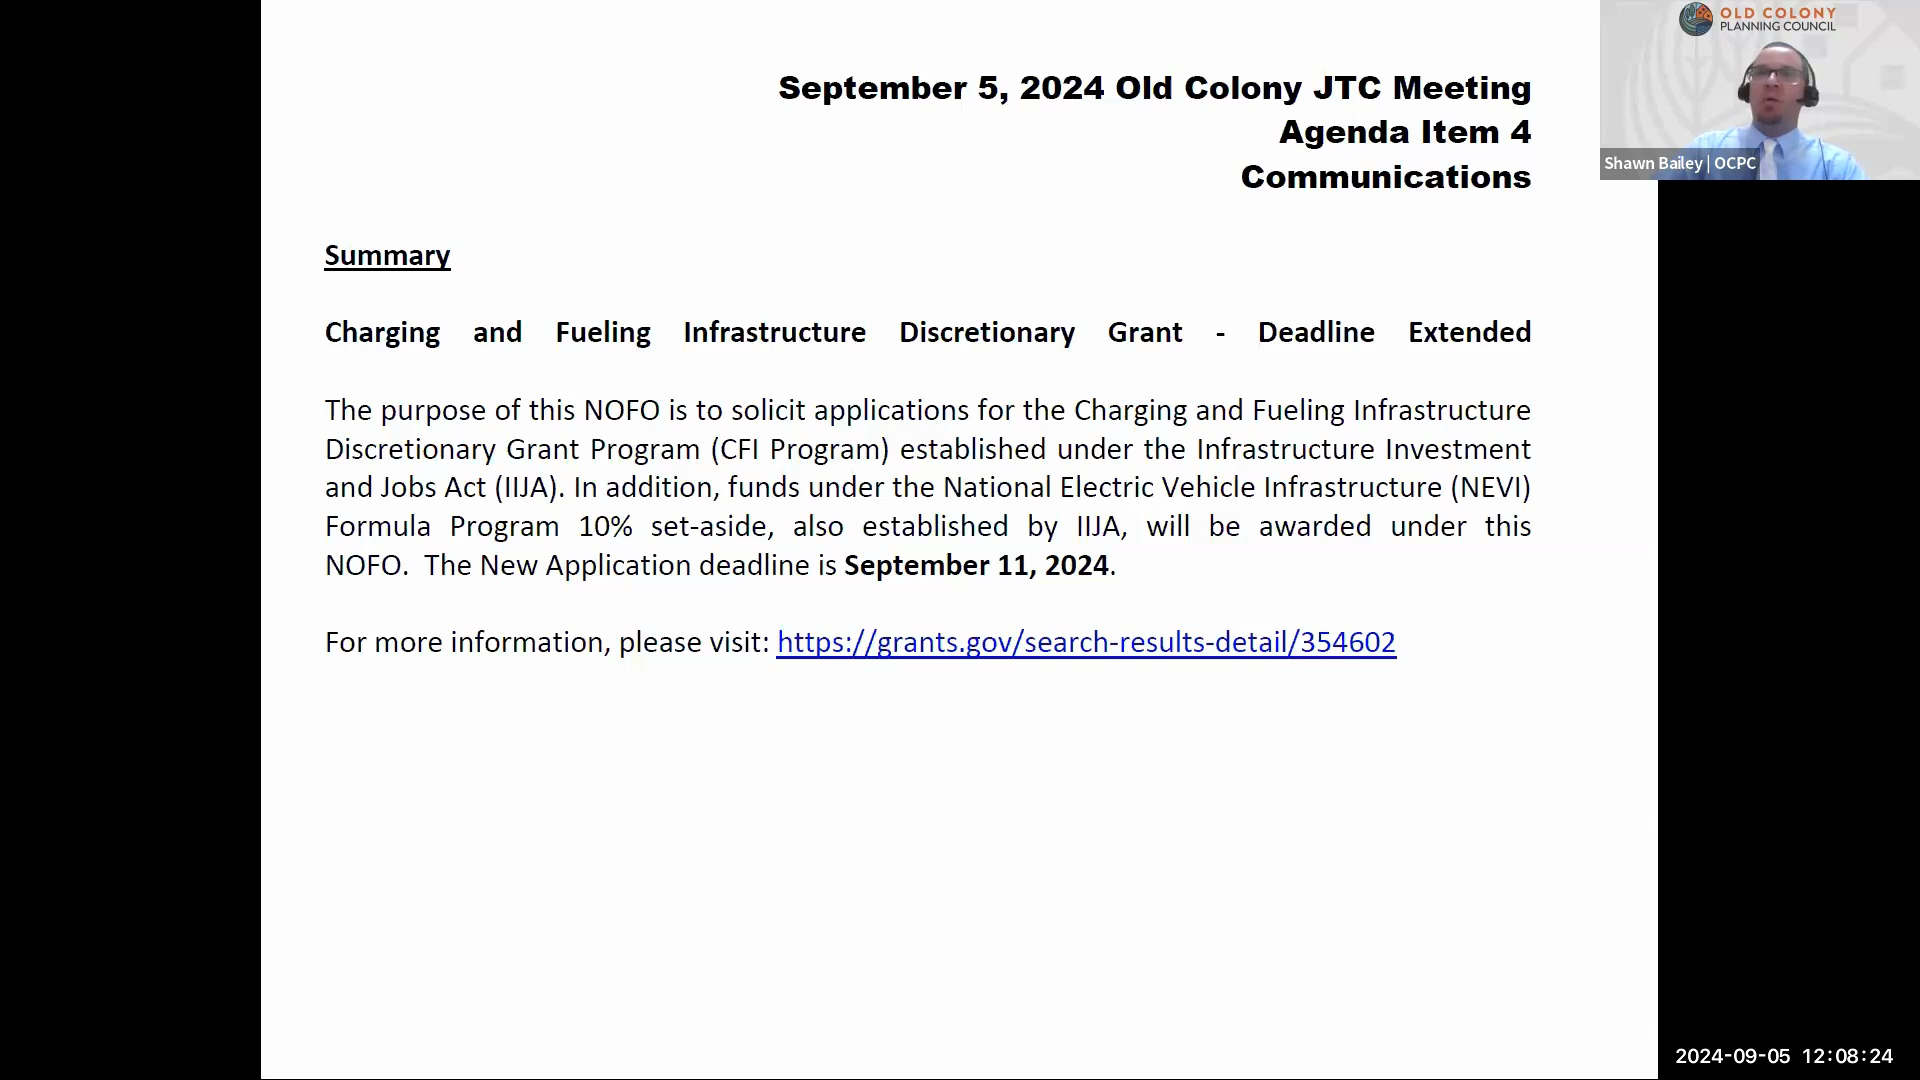 OLD COLONY
PLANNING COUNCIL
Shawn Bailey | OCPC
September 5, 2024 Old Colony JTC Meeting
Agenda Item 4
Communications
Summary
Charging and Fueling Infrastructure Discretionary Grant - Deadline Extended
The purpose of this NOFO is to solicit applications for the Charging and Fueling Infrastructure
Discretionary Grant Program (CFI Program) established under the Infrastructure Investment
and Jobs Act (IIJA). In addition, funds under the National Electric Vehicle Infrastructure (NEVI)
Formula Program 10% set-aside, also established by IIJA, will be awarded under this
NOFO. The New Application deadline is September 11, 2024.
For more information, please visit: https://grants.gov/search-results-detail/354602
2024-09-05 12:08:24